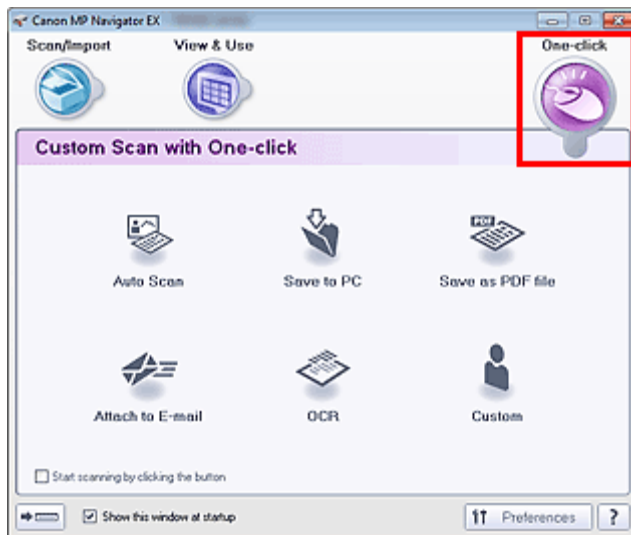 Canon MP Navigator EX
Scan/Import View & Use One-click
Custom Scan with One-click
PDF
Auto Scan Save to PC Save as PDF file
Attach to E-mail OCR Custom
Start scanning by clicking the button
Show this window at startup Preferences ?